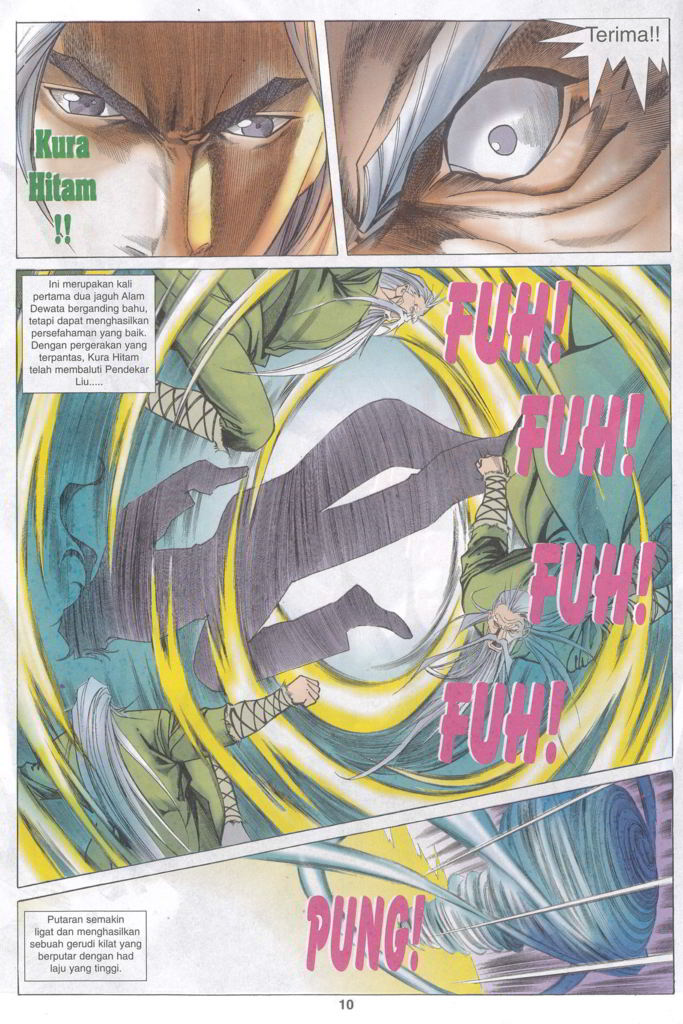 Kura
Hitam
!!
Terima!!
Ini merupakan kali
pertama dua jaguh Alam
Dewata berganding bahu,
tetapi dapat menghasilkan
persefahaman yang baik.
Dengan pergerakan yang
terpantas, Kura Hitam
telah membaluti Pendekar
Liu.....
FUH!
FUH!
FUH!
FUH!
Putaran semakin
ligat dan menghasilkan
sebuah gerudi kilat yang
berputar dengan had
laju yang tinggi.
PUNG!
10